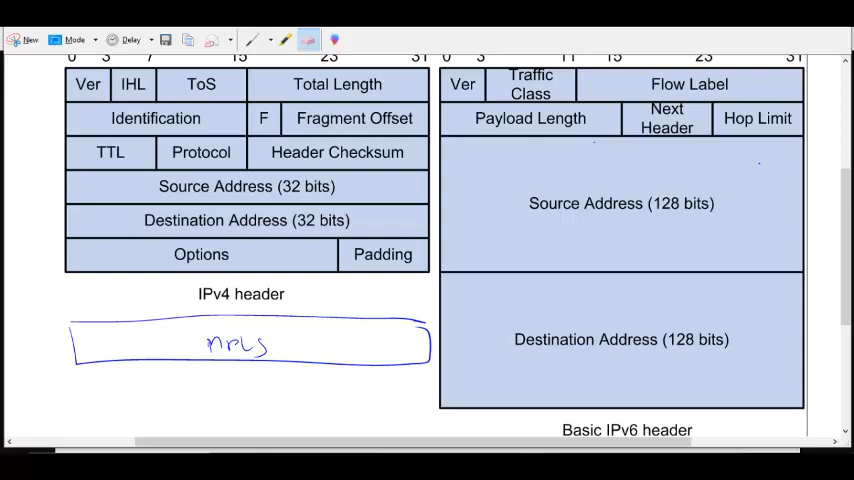 New Mode Delay
0 3 7 15 23 31
Ver IHL ToS Total Length
Identification F Fragment Offset
TTL Protocol Header Checksum
Source Address (32 bits)
Destination Address (32 bits)
Options Padding
IPv4 header
MPLS
0 3 11 15 23 31
Ver Traffic Class Flow Label
Payload Length Next Header Hop Limit
Source Address (128 bits)
Destination Address (128 bits)
Basic IPv6 header